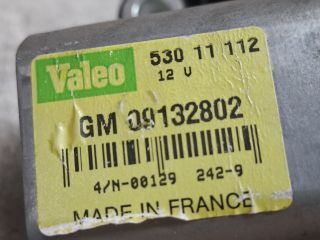 Valeo
530 11 112
12 V
GM 09132802
4/N-00129 242-9
MADE IN FRANCE